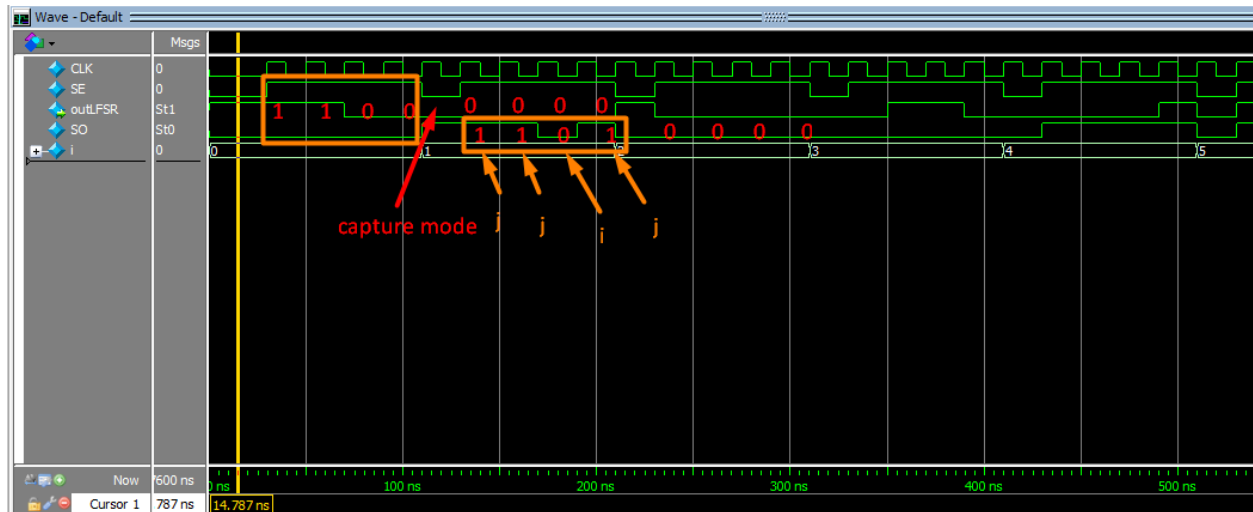 Wave - Default
Msgs
CLK 0
SE 0
outLFSR St1
SO St0
i 0 0 1 2 3 4 5
1 1 0 0 0 0 0 0
1 1 0 1 0 0 0 0
j j i j
capture mode
Now 600 ns ns 100 ns 200 ns 300 ns 400 ns 500 ns
Cursor 1 787 ns 14.787 ns